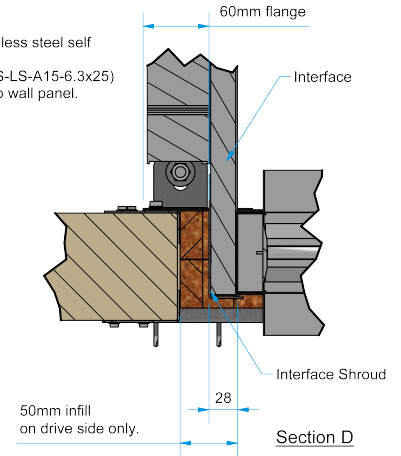 60mm flange
less steel self
S-LS-A15-6.3x25)
wall panel.
Interface
Interface Shroud
28
50mm infill
on drive side only.
Section D